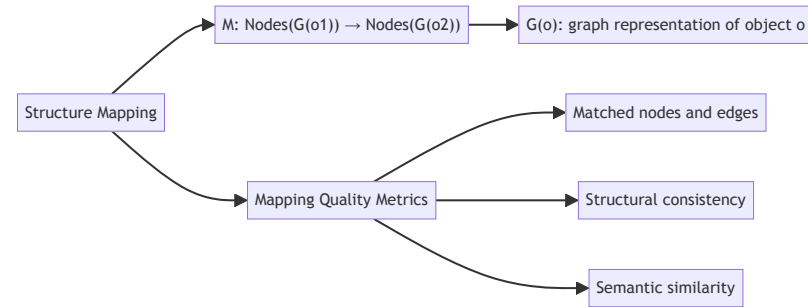 M: Nodes(G(o1)) → Nodes(G(o2))
G(o): graph representation of object o
Structure Mapping
Matched nodes and edges
Mapping Quality Metrics
Structural consistency
Semantic similarity